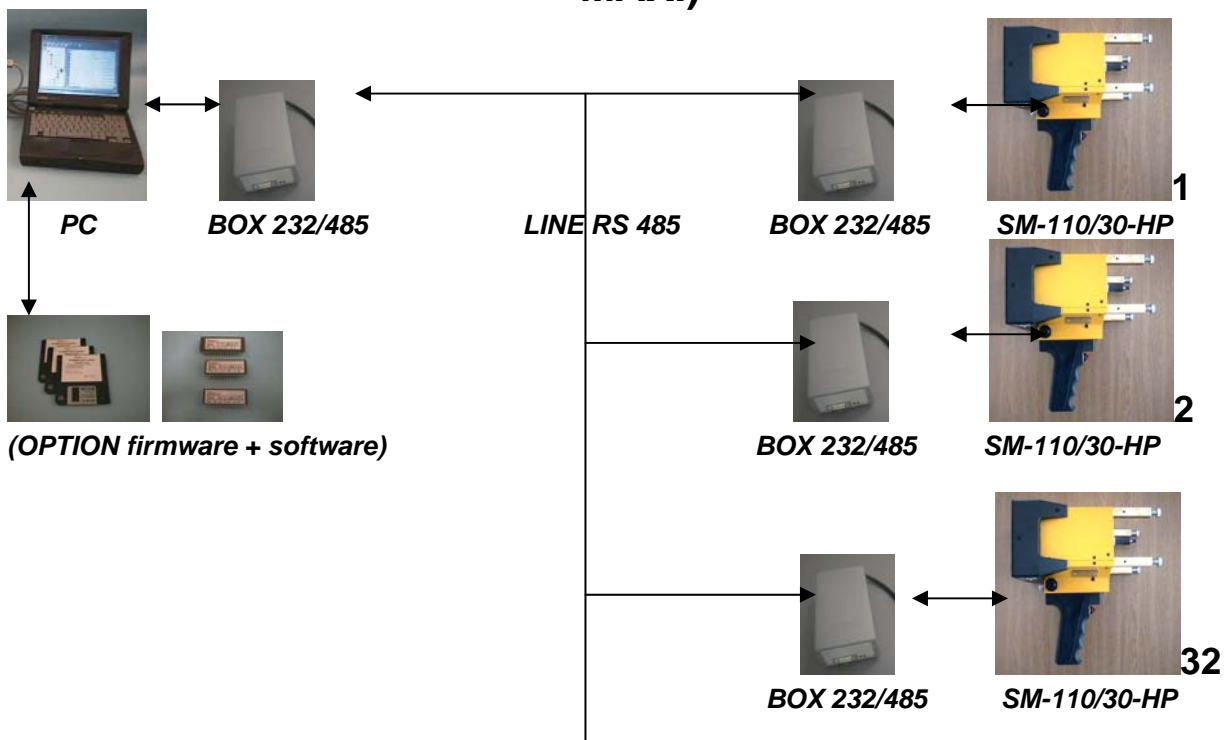 1
PC BOX 232/485 LINE RS 485 BOX 232/485 SM-110/30-HP
2
(OPTION firmware + software) BOX 232/485 SM-110/30-HP
32
BOX 232/485 SM-110/30-HP